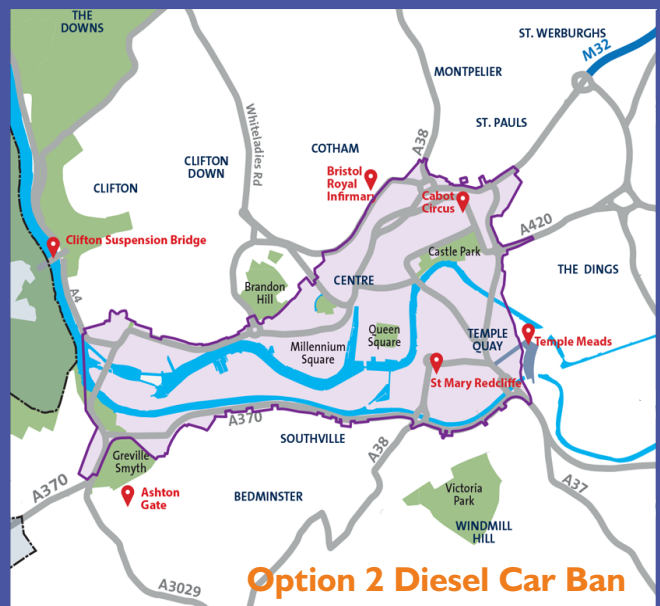 THE
DOWNS
ST. WERBURGHS
M32
MONTPELIER
ST. PAULS
Whiteladies Rd
COTHAM
A38
CLIFTON
DOWN
CLIFTON
Bristol
Royal
Infirmary
Cabot
Circus
A420
Clifton Suspension Bridge
Castle Park
THE DINGS
A4
Brandon
Hill
CENTRE
Queen
Square
Millennium
Square
TEMPLE
QUAY
Temple Meads
St Mary Redcliffe
A370
SOUTHVILLE
A38
Greville
Smyth
A370
Ashton
Gate
BEDMINSTER
Victoria
Park
A37
WINDMILL
HILL
A3029
Option 2 Diesel Car Ban